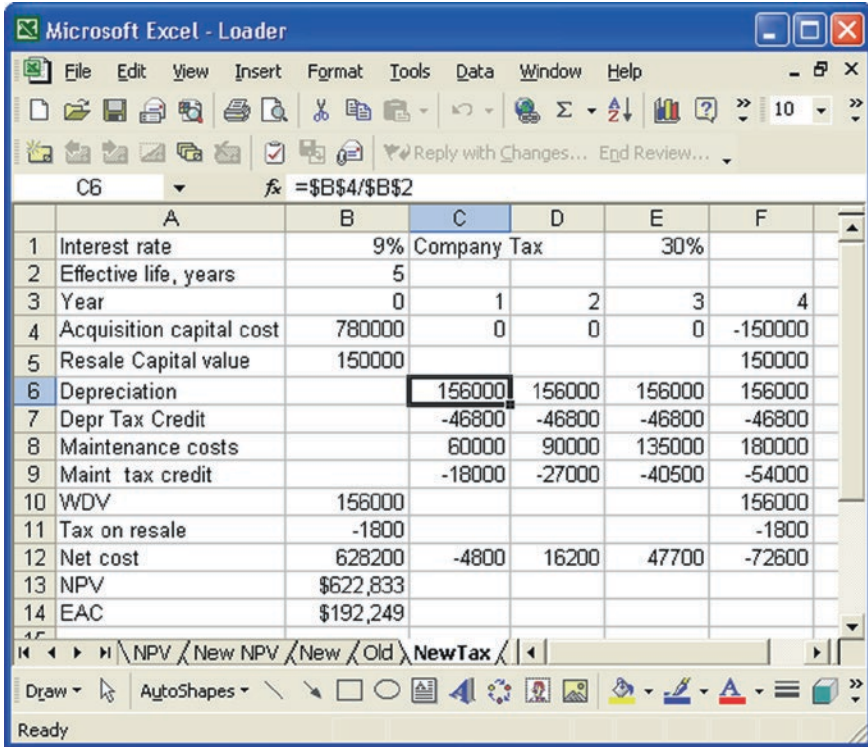 Microsoft Excel - Loader
File Edit View Insert Format Tools Data Window Help
10
Reply with Changes... End Review...
C6 fx =$B$4/$B$2
A B C D E F
1 Interest rate 9% Company Tax 30%
2 Effective life, years 5
3 Year 0 1 2 3 4
4 Acquisition capital cost 780000 0 0 0 -150000
5 Resale Capital value 150000 150000
6 Depreciation 156000 156000 156000 156000
7 Depr Tax Credit -46800 -46800 -46800 -46800
8 Maintenance costs 60000 90000 135000 180000
9 Maint tax credit -18000 -27000 -40500 -54000
10 WDV 156000 156000
11 Tax on resale -1800 -1800
12 Net cost 628200 -4800 16200 47700 -72600
13 NPV $622,833
14 EAC $192,249
NPV New NPV New Old NewTax
Draw AutoShapes
Ready